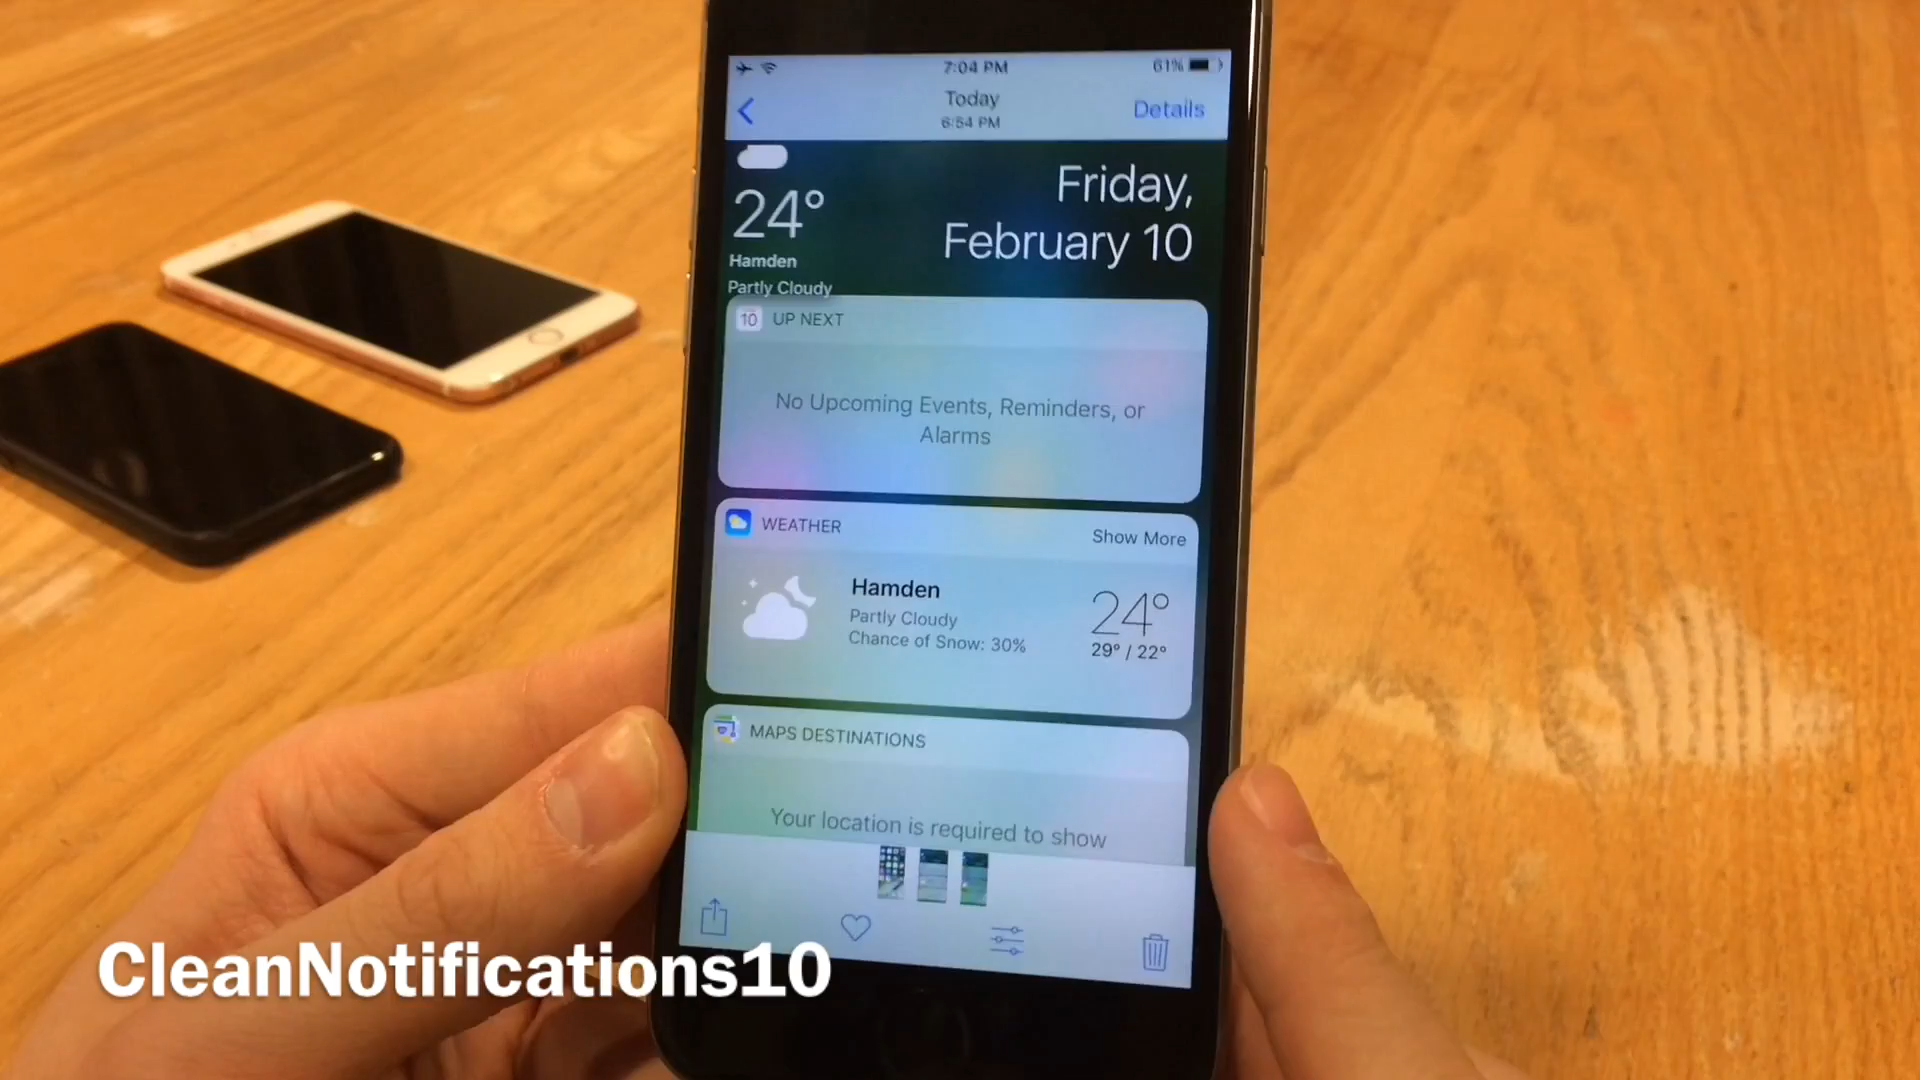 7:04 PM
61%
Today
6:54 PM
Details
24°
Hamden
Partly Cloudy
Friday,
February 10
10 UP NEXT
No Upcoming Events, Reminders, or
Alarms
WEATHER
Show More
Hamden
Partly Cloudy
Chance of Snow: 30%
24°
29° / 22°
MAPS DESTINATIONS
Your location is required to show
CleanNotifications10